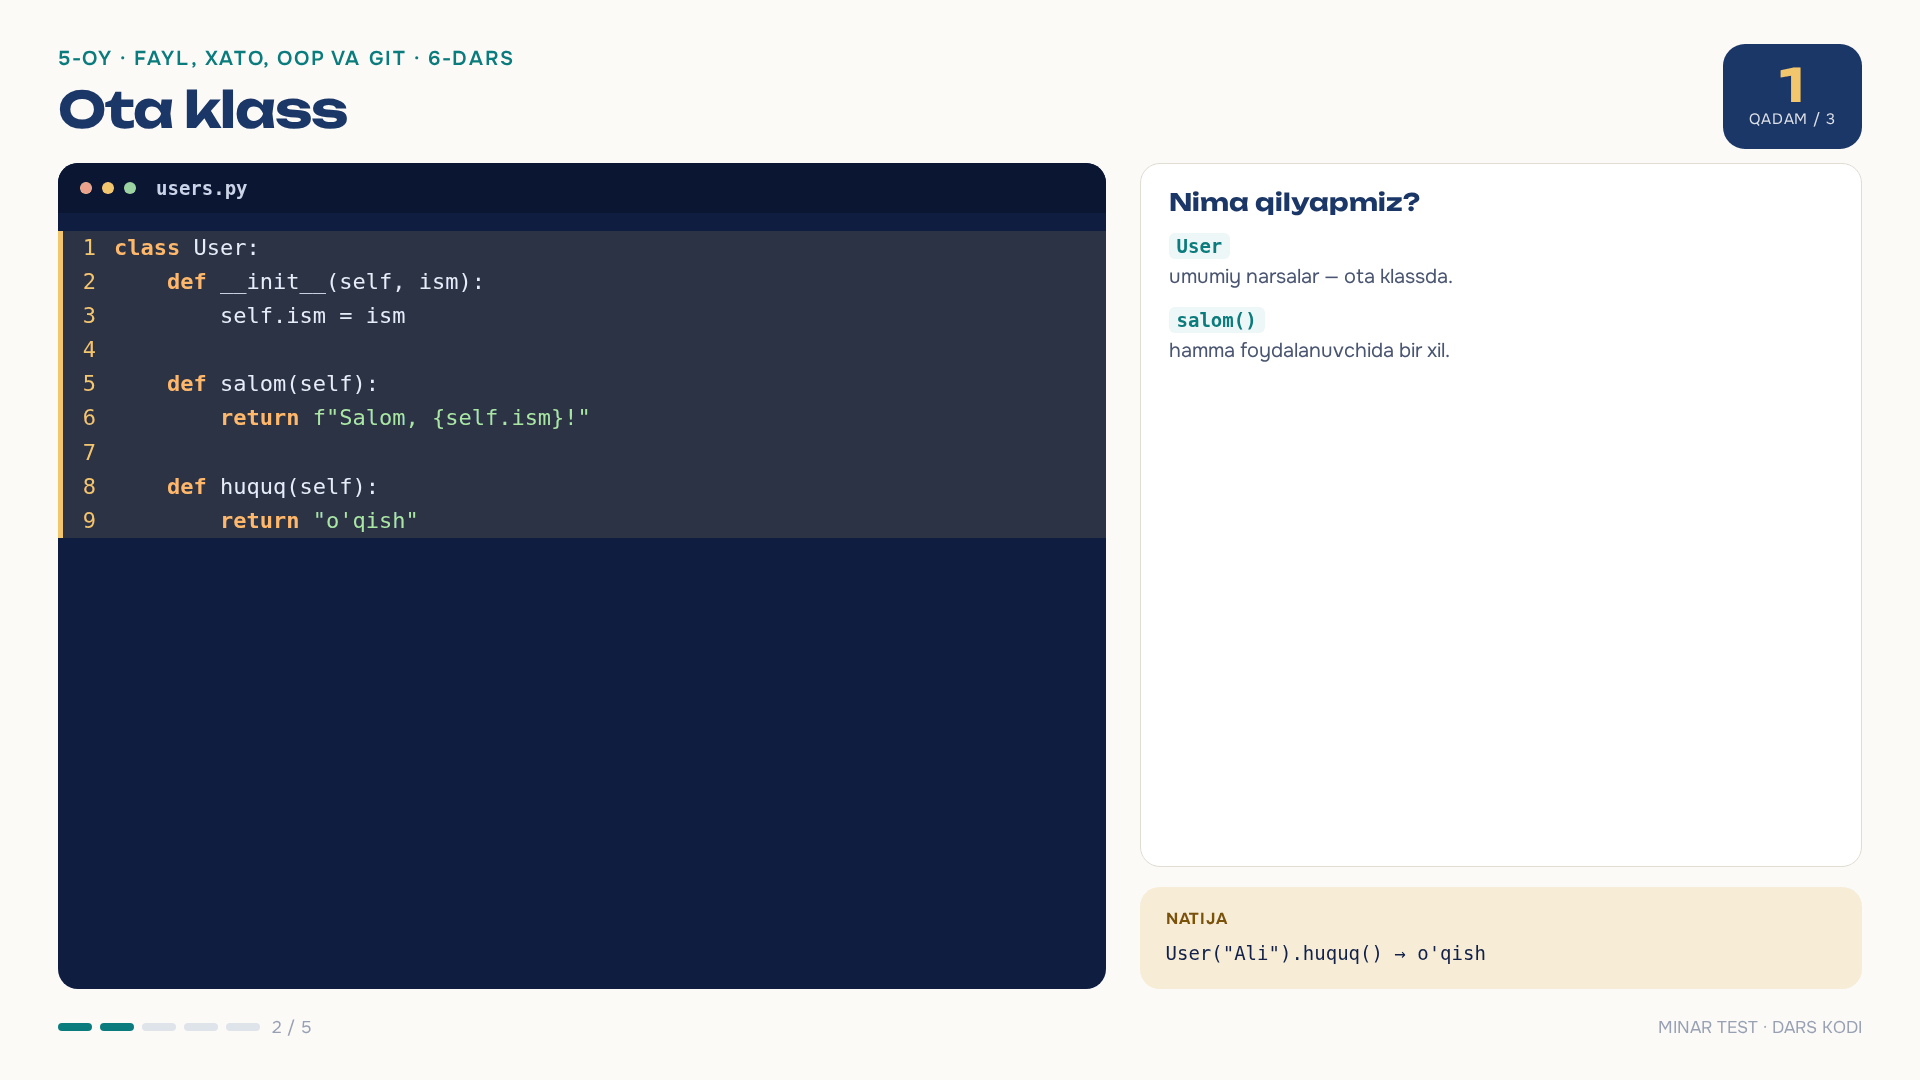 5-OY · FAYL, XATO, OOP VA GIT · 6-DARS
Ota klass
1
QADAM / 3
users.py
1 class User:
2     def __init__(self, ism):
3         self.ism = ism
4
5     def salom(self):
6         return f"Salom, {self.ism}!"
7
8     def huquq(self):
9         return "o'qish"
Nima qilyapmiz?
User
umumiy narsalar — ota klassda.
salom()
hamma foydalanuvchida bir xil.
NATIJA
User("Ali").huquq() → o'qish
2 / 5
MINAR TEST · DARS KODI